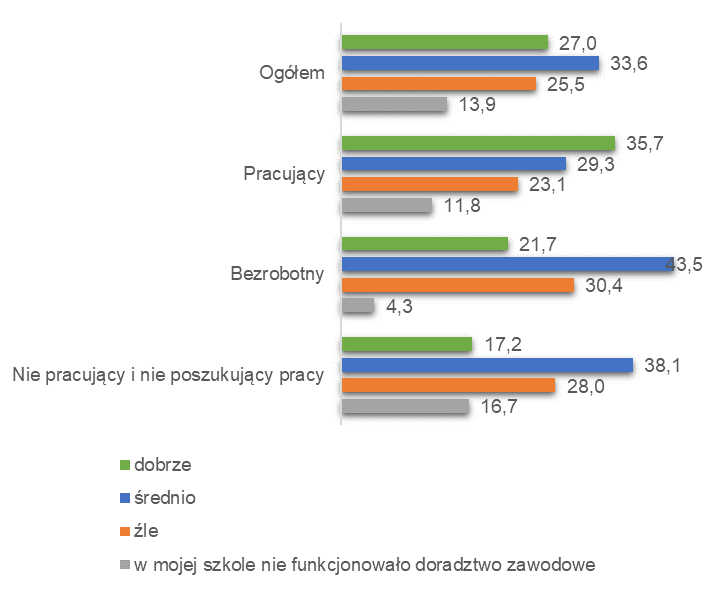 27,0
Ogółem
33,6
25,5
13,9
35,7
Pracujący
29,3
23,1
11,8
21,7
Bezrobotny
43,5
30,4
4,3
17,2
Nie pracujący i nie poszukujący pracy
38,1
28,0
16,7
dobrze
średnio
źle
w mojej szkole nie funkcjonowało doradztwo zawodowe